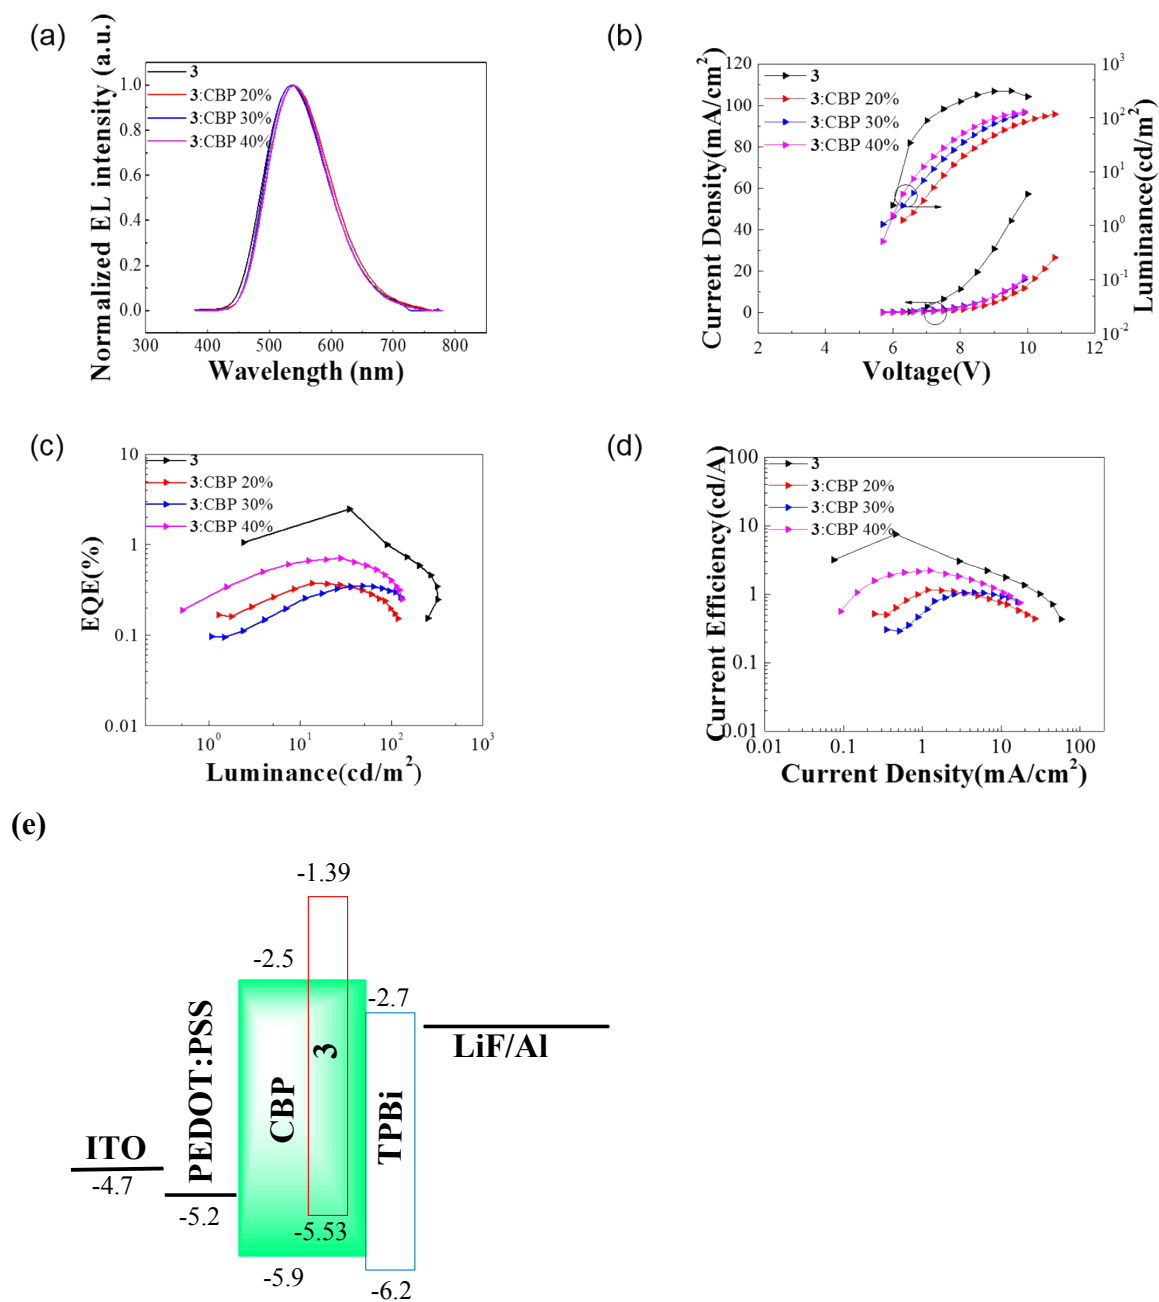 (a)
Normalized EL intensity (a.u.)
3
3:CBP 20%
3:CBP 30%
3:CBP 40%
1.0
0.8
0.6
0.4
0.2
0.0
300 400 500 600 700 800
Wavelength (nm)
(b)
Current Density(mA/cm²)
3
3:CBP 20%
3:CBP 30%
3:CBP 40%
120
100
80
60
40
20
0
10³
10²
10¹
10⁰
10⁻¹
10⁻²
Luminance(cd/m²)
2 4 6 8 10 12
Voltage(V)
(c)
EQE(%)
3
3:CBP 20%
3:CBP 30%
3:CBP 40%
10
1
0.1
0.01
10⁰ 10¹ 10² 10³
Luminance(cd/m²)
(d)
Current Efficiency(cd/A)
3
3:CBP 20%
3:CBP 30%
3:CBP 40%
100
10
1
0.1
0.01
0.01 0.1 1 10 100
Current Density(mA/cm²)
(e)
-1.39
-2.5
-2.7
LiF/Al
3
PEDOT:PSS
CBP
TPBi
ITO
-4.7
-5.2
-5.53
-5.9
-6.2